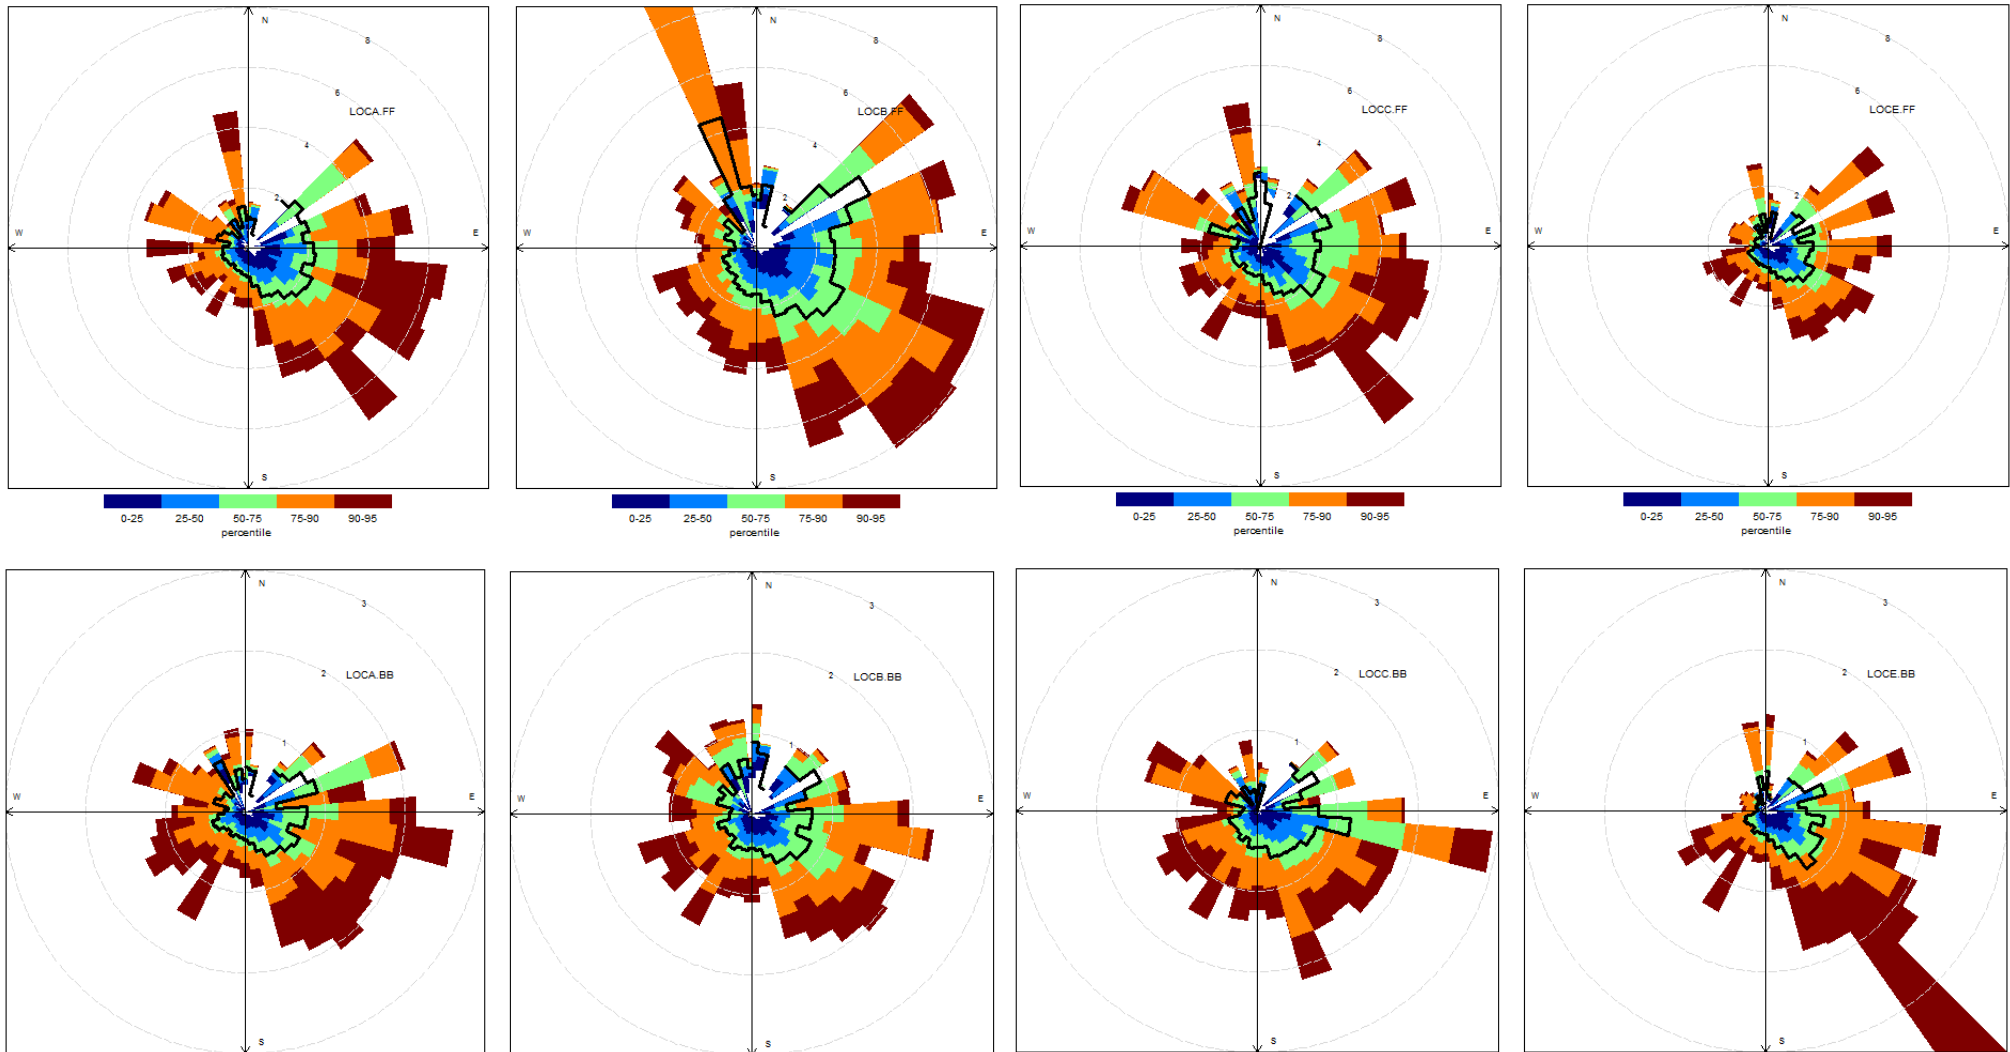 N
8
6
LOCA.FF
4
2
W
E
S
0-25 25-50 50-75 75-90 90-95
percentile
N
8
6
LOCB.FF
4
2
W
E
S
0-25 25-50 50-75 75-90 90-95
percentile
N
8
6
LOCC.FF
4
2
W
E
S
0-25 25-50 50-75 75-90 90-95
percentile
N
8
6
LOCE.FF
4
2
W
E
S
0-25 25-50 50-75 75-90 90-95
percentile
N
3
2
LOCA.BB
1
W
E
S
N
3
2
LOCB.BB
1
W
E
S
N
3
2
LOCC.BB
1
W
E
S
N
3
2
LOCE.BB
1
W
E
S